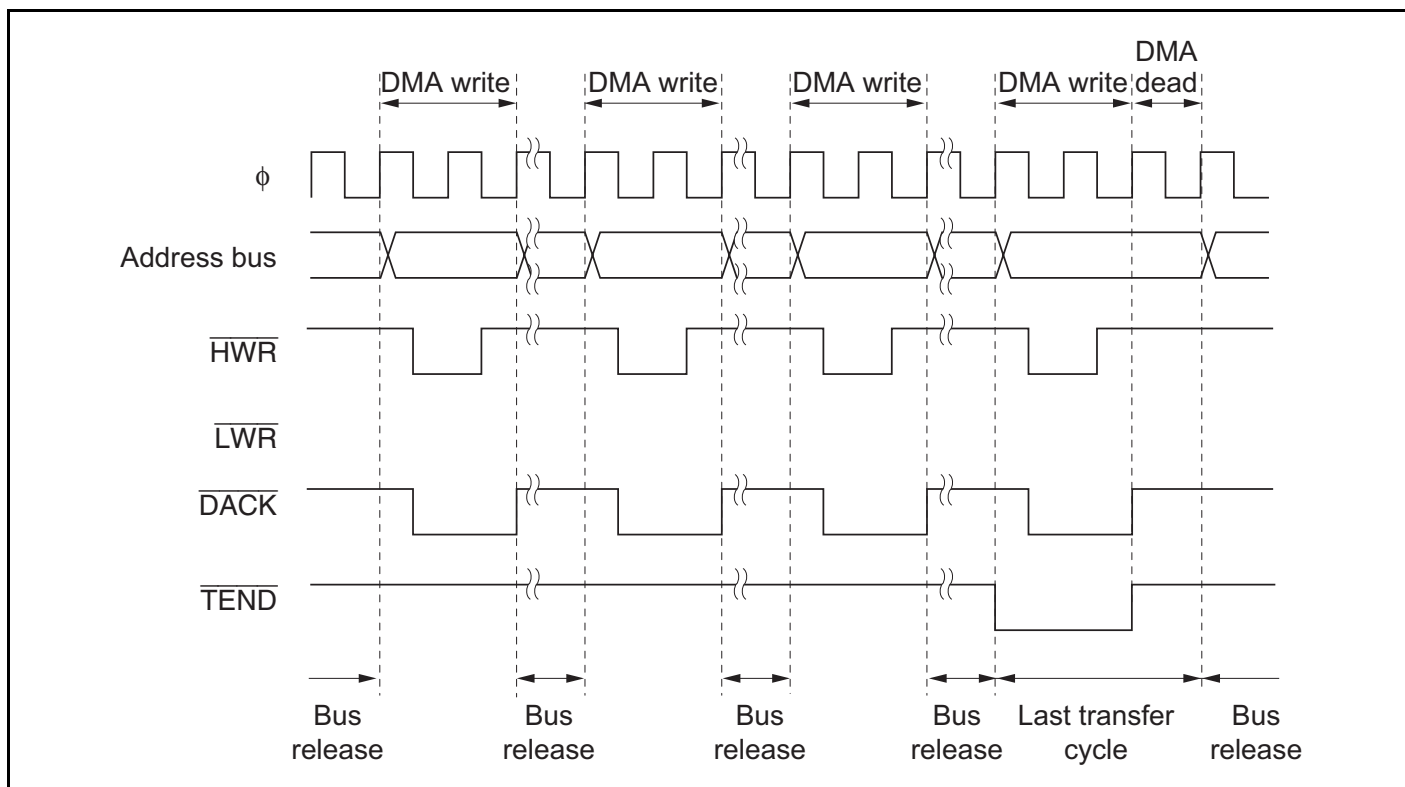 DMA
DMA write DMA write DMA write DMA write dead
φ
Address bus
HWR
LWR
DACK
TEND
Bus release
Bus release
Bus release
Bus release
Last transfer cycle
Bus release